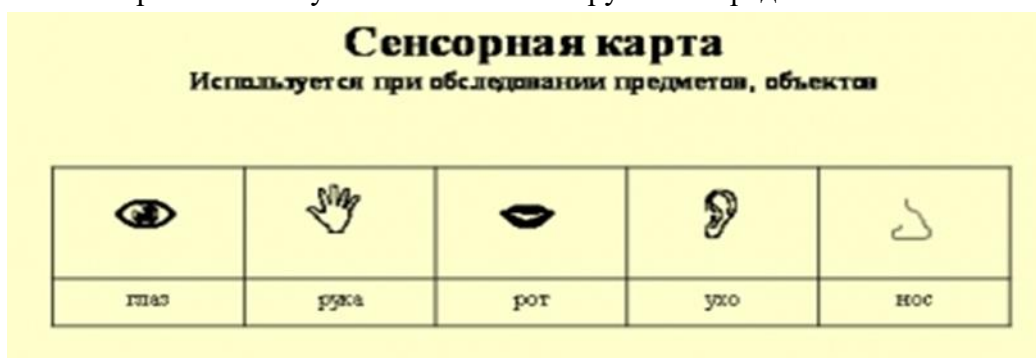 Сенсорная карта
Используется при обследовании предметов, объектов
глаз рука рот ухо нос